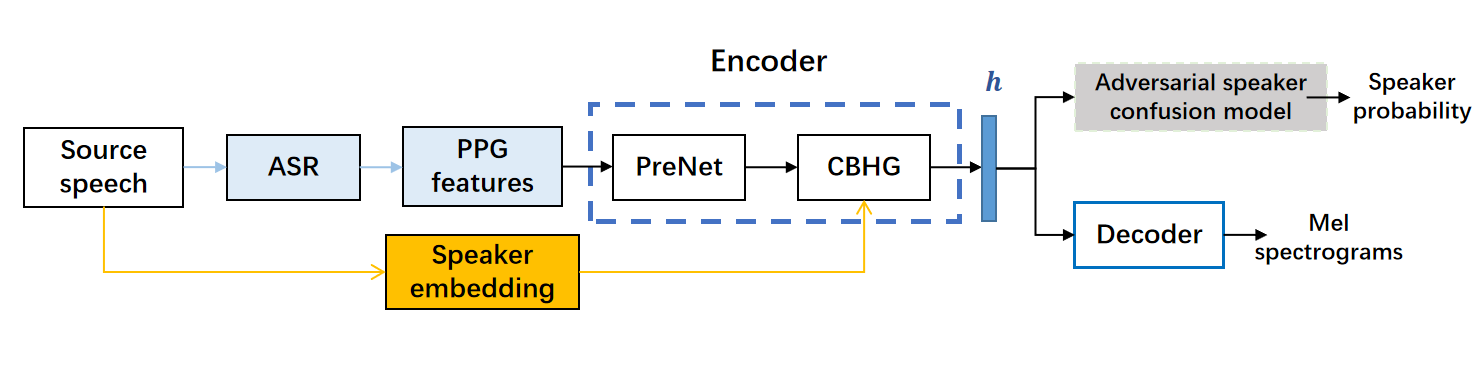 Encoder
h
Adversarial speaker
confusion model
Speaker
probability
Source
speech
ASR
PPG
features
PreNet
CBHG
Decoder
Mel
spectrograms
Speaker
embedding